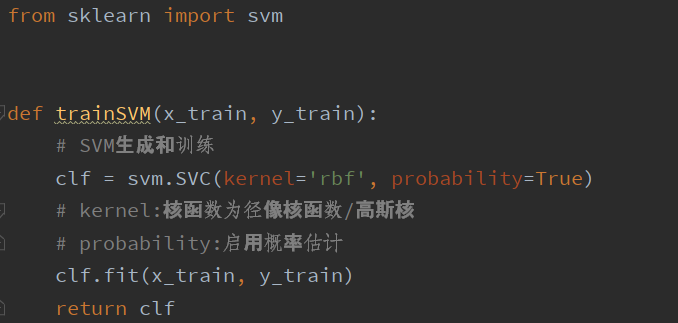 from sklearn import svm
def trainSVM(x_train, y_train):
# SVM生成和训练
clf = svm.SVC(kernel='rbf', probability=True)
# kernel:核函数为径像核函数/高斯核
# probability:启用概率估计
clf.fit(x_train, y_train)
return clf